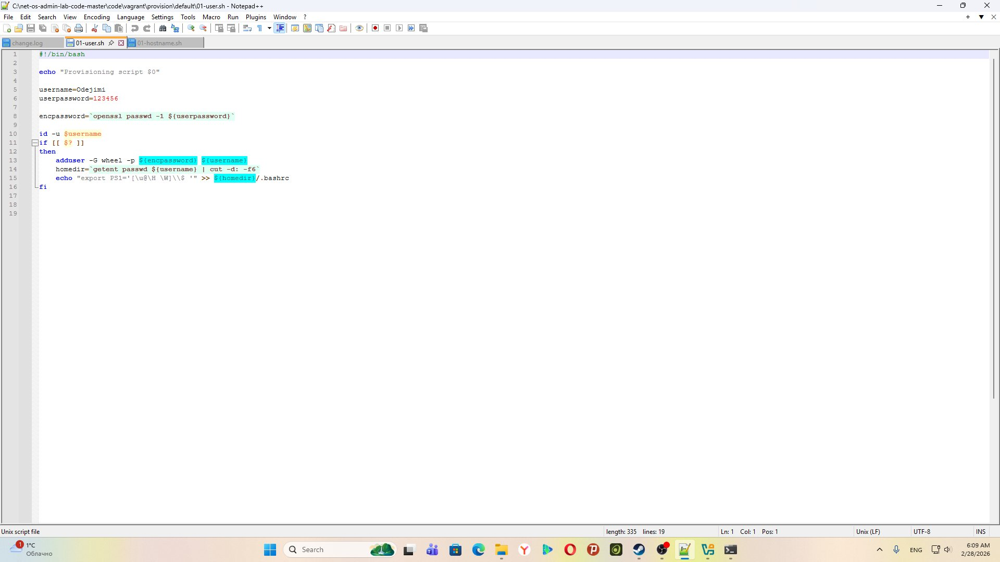 C:\net-os-admin-lab-code-master\code\vagrant\provision\default\01-user.sh - Notepad++
File Edit Search View Encoding Language Settings Tools Macro Run Plugins Window ?
change.log 01-user.sh 01-hostname.sh
1 #!/bin/bash
2
3 echo "Provisioning script $0"
4
5 username=Odejimi
6 userpassword=123456
7
8 encpassword=`openssl passwd -1 ${userpassword}`
9
10 id -u $username
11 if [[ $? ]]
12 then
13 adduser -G wheel -p ${encpassword} ${username}
14 homedir=`getent passwd ${username} | cut -d: -f6`
15 echo "export PS1='[\u@\H \W]\\$ '" >> ${homedir}/.bashrc
16 fi
17
18
19
Unix script file length: 335 lines: 19 Ln: 1 Col: 1 Pos: 1 Unix (LF) UTF-8 INS
1 1°C
Облачно
Search
ENG
6:09 AM
2/28/2026